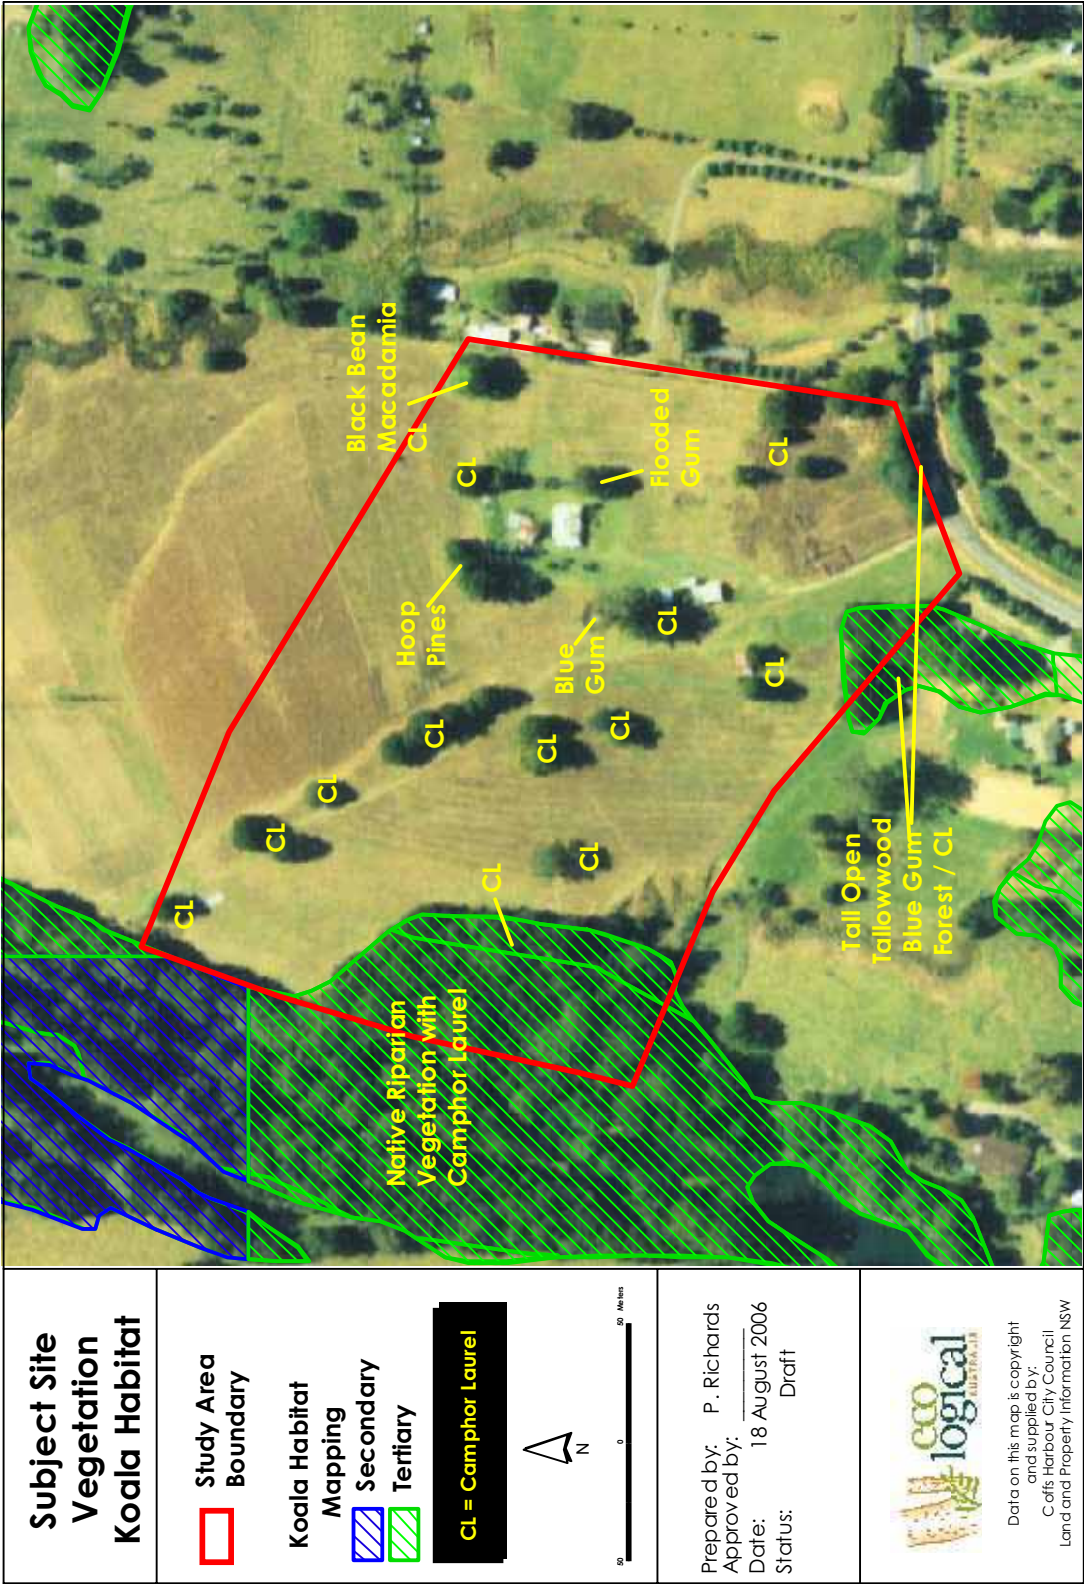 Subject Site
Vegetation
Koala Habitat
Study Area
Boundary
Koala Habitat
Mapping
Secondary
Tertiary
CL = Camphor Laurel
N
50 0 50 Meters
Prepared by: P. Richards
Approved by:
Date: 18 August 2006
Status: Draft
eco
logical
AUSTRALIA
Data on this map is copyright
and supplied by:
Coffs Harbour City Council
Land and Property Information NSW
Native Riparian
Vegetation with
Camphor Laurel
CL
CL
CL
CL
CL
CL
CL
CL
CL
CL
CL
CL
Hoop
Pines
Blue
Gum
Black Bean
Macadamia
CL
Flooded
Gum
Tall Open
Tallowwood
Blue Gum
Forest / CL